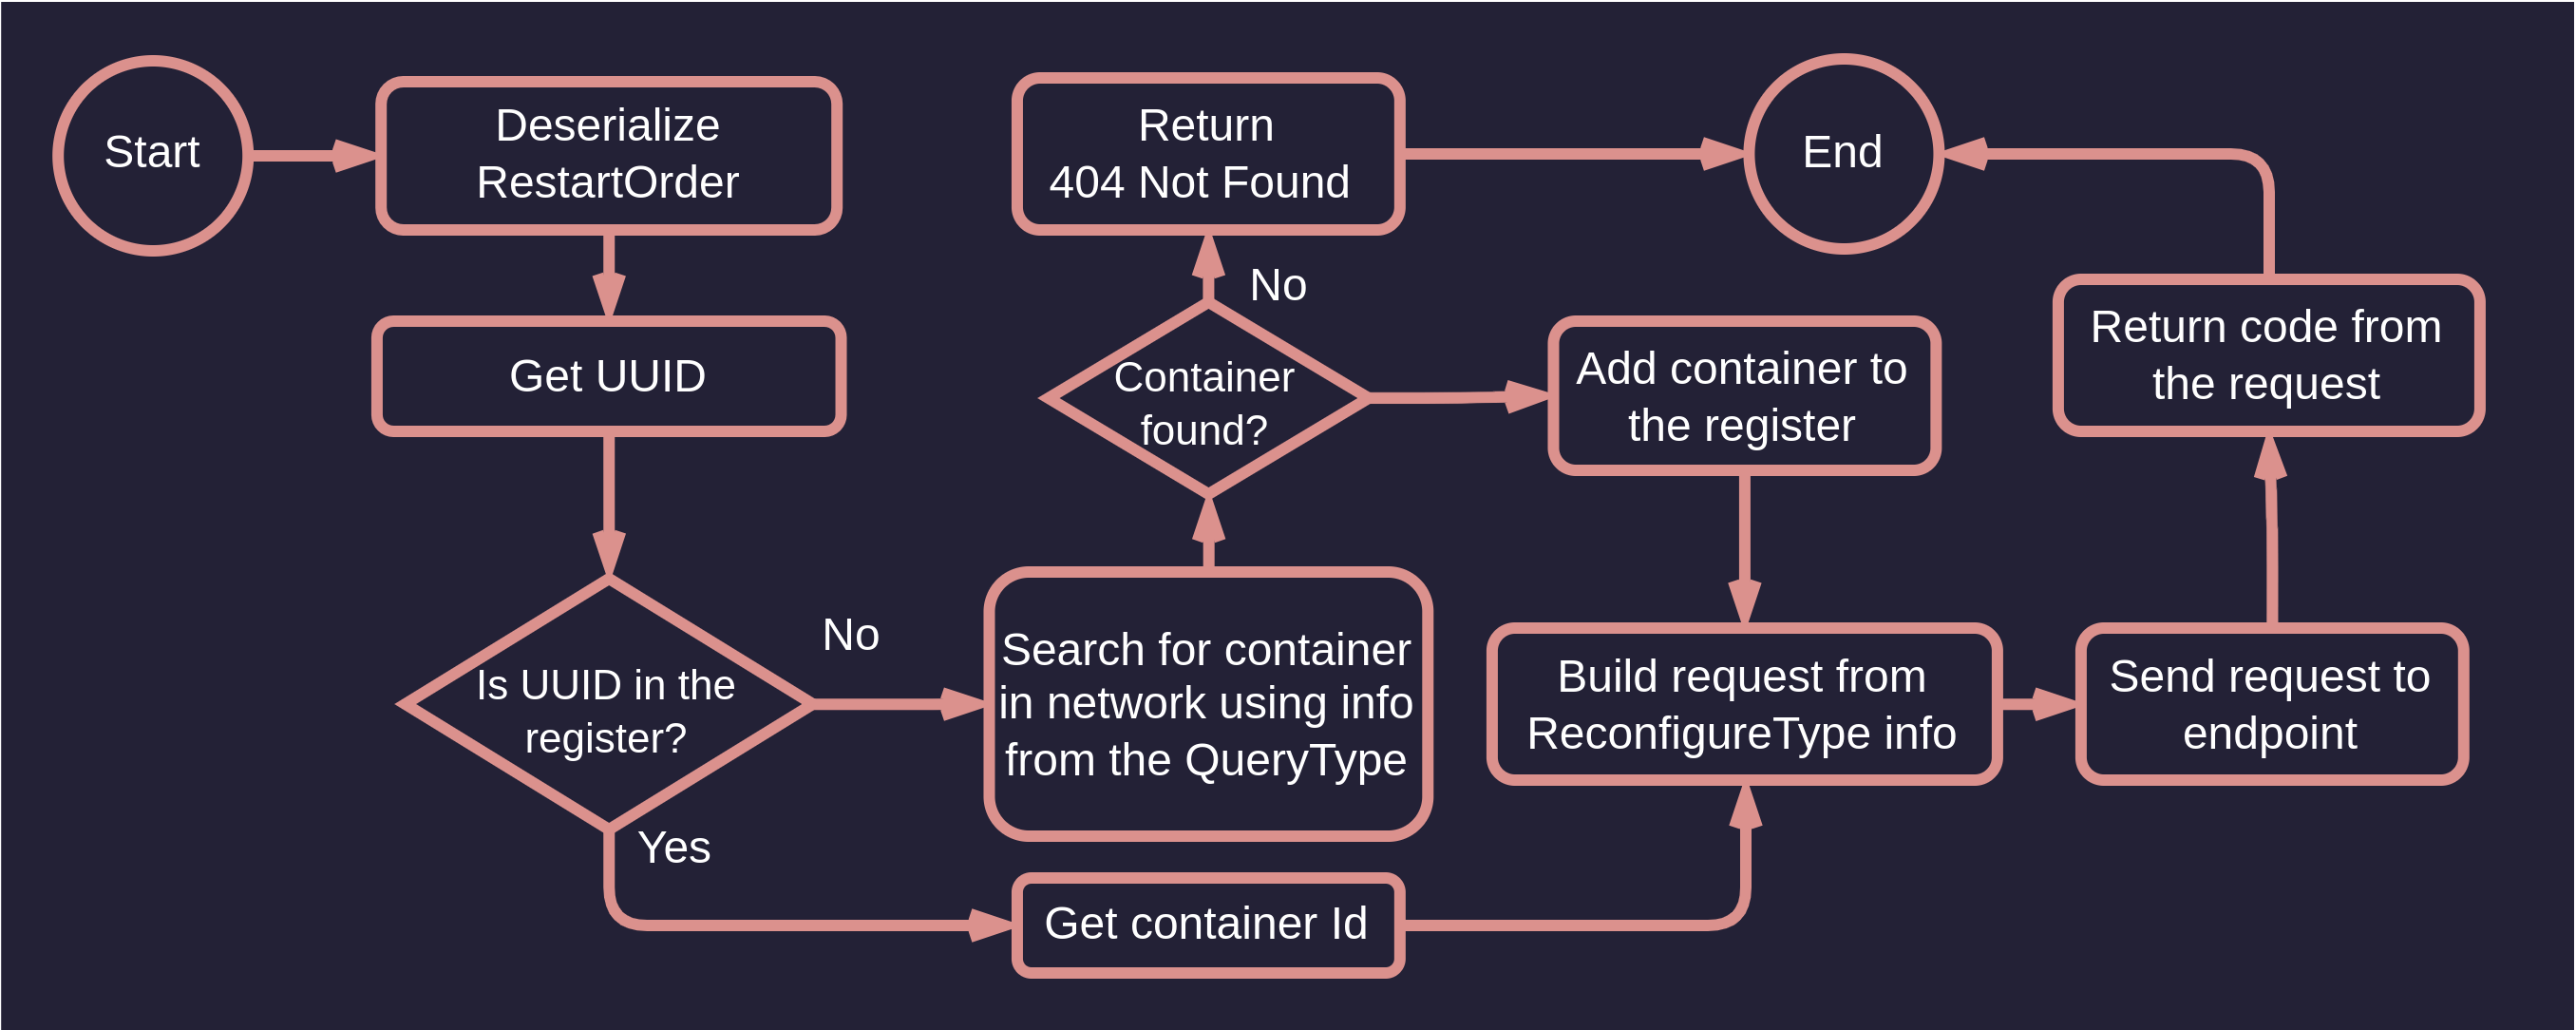 Start
Deserialize
RestartOrder
Get UUID
Is UUID in the
register?
No
Yes
Search for container
in network using info
from the QueryType
Get container Id
Container
found?
No
Return
404 Not Found
End
Add container to
the register
Build request from
ReconfigureType info
Send request to
endpoint
Return code from
the request